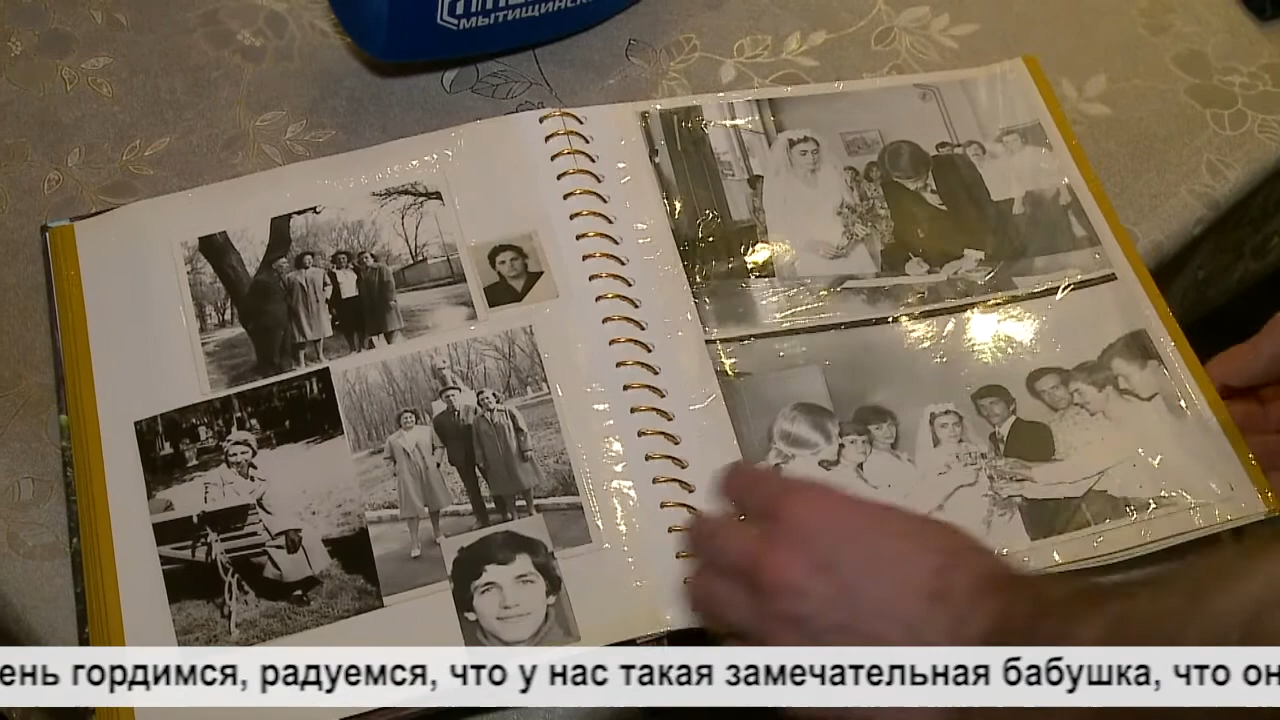 МЫТИЩИНСК
ень гордимся, радуемся, что у нас такая замечательная бабушка, что он